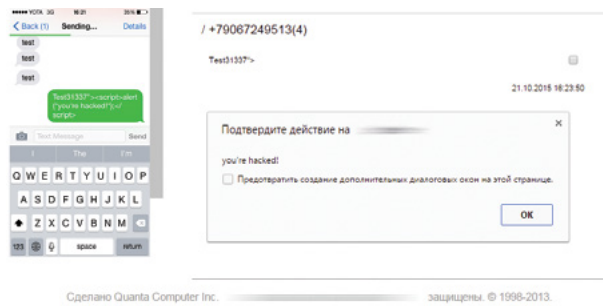 YOTA 3G 16:21 35%
Back (1) Sending... Details
test
test
test
Test31337"><script>alert
("you're hacked!");</
script>
Text Message Send
I The I'm
Q W E R T Y U I O P
A S D F G H J K L
Z X C V B N M
123 space return
/ +79067249513(4)
Test31337">
21.10.2015 16:23:50
Подтвердите действие на
×
you're hacked!
Предотвратить создание дополнительных диалоговых окон на этой странице.
ОК
Сделано Quanta Computer Inc. защищены. © 1998-2013.